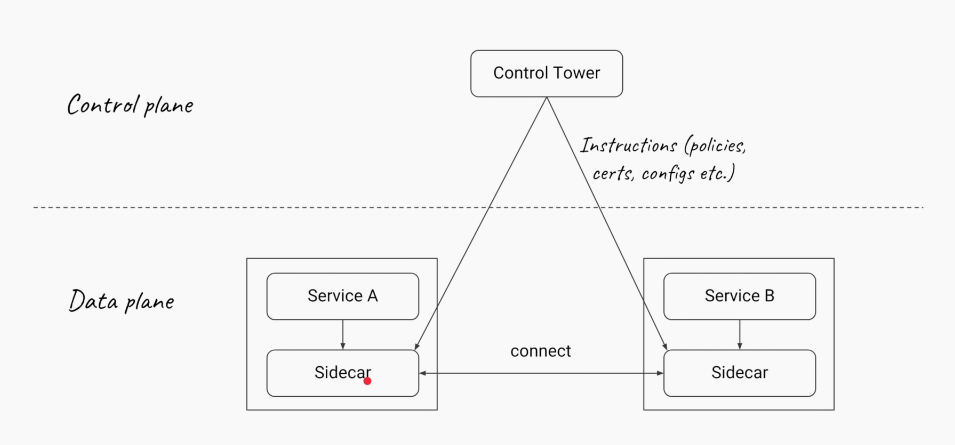 Control Tower
Control plane
Instructions (policies,
certs, configs etc.)
Data plane
Service A
Sidecar
connect
Service B
Sidecar